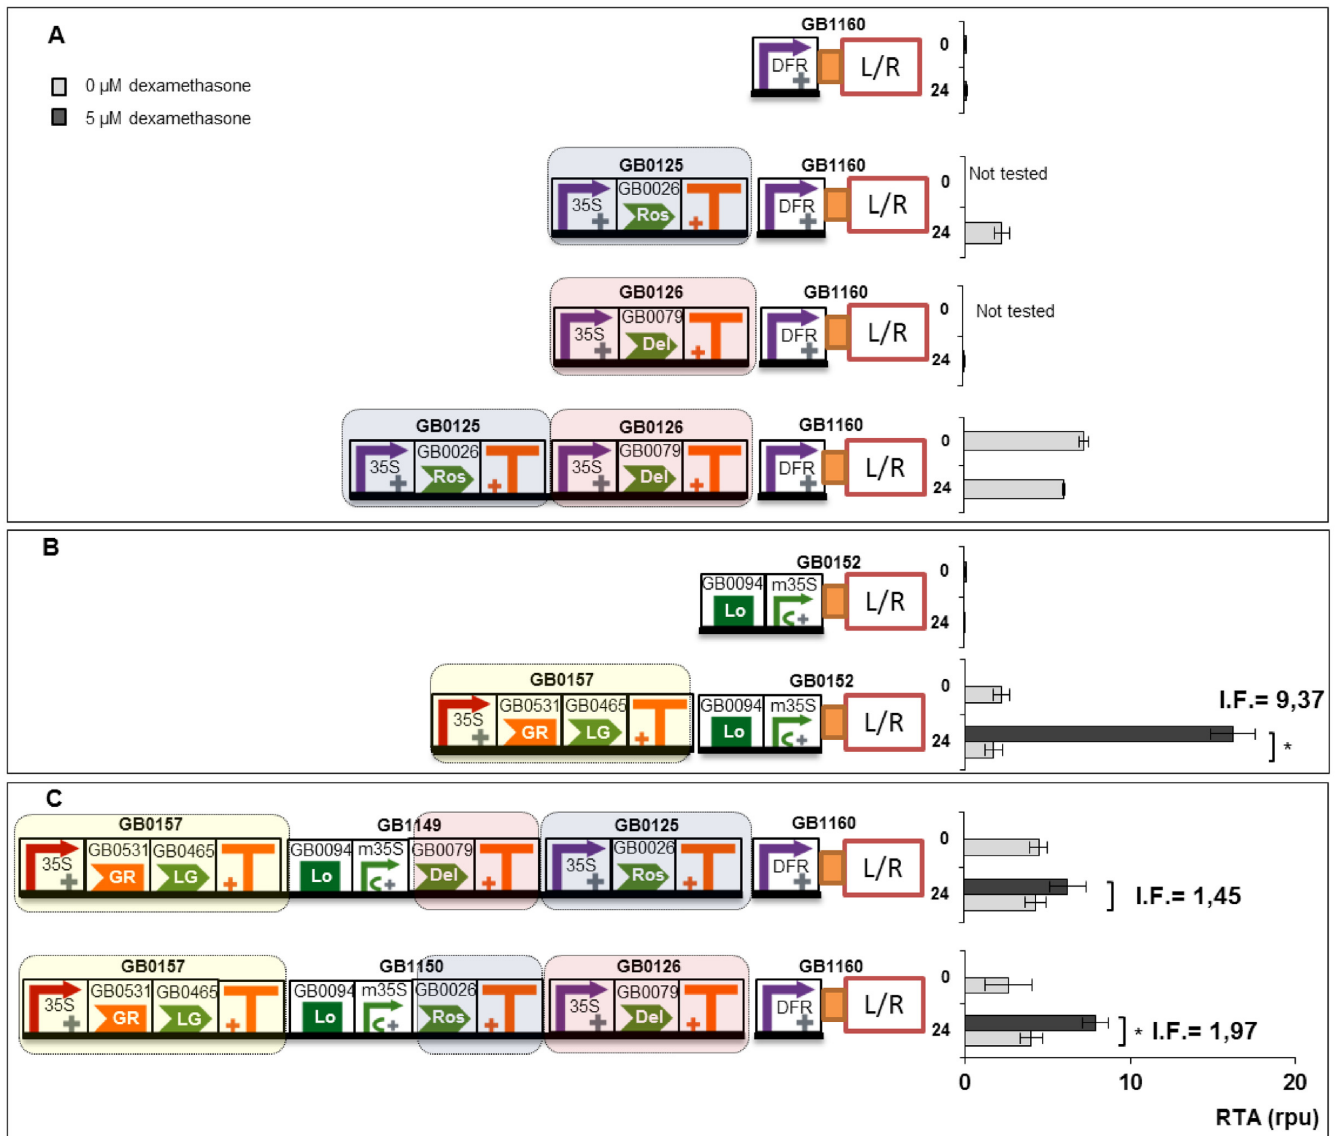 A
0 µM dexamethasone
5 µM dexamethasone
GB1160
DFR
L/R
0
24
GB0125
35S
GB0026
Ros
T
GB1160
DFR
L/R
0
24
Not tested
GB0126
35S
GB0079
Del
T
GB1160
DFR
L/R
0
24
Not tested
GB0125
35S
GB0026
Ros
T
GB0126
35S
GB0079
Del
T
GB1160
DFR
L/R
0
24
B
GB0152
GB0094
Lo
m35S
L/R
0
24
GB0157
35S
GB0531
GR
GB0465
LG
T
GB0152
GB0094
Lo
m35S
L/R
0
24
I.F.= 9,37
*
C
GB0157
35S
GB0531
GR
GB0465
LG
T
GB1149
GB0094
Lo
m35S
GB0079
Del
T
GB0125
35S
GB0026
Ros
T
GB1160
DFR
L/R
0
24
I.F.= 1,45
GB0157
35S
GB0531
GR
GB0465
LG
T
GB1150
GB0094
Lo
m35S
GB0026
Ros
T
GB0126
35S
GB0079
Del
T
GB1160
DFR
L/R
0
24
* I.F.= 1,97
0 10 20
RTA (rpu)